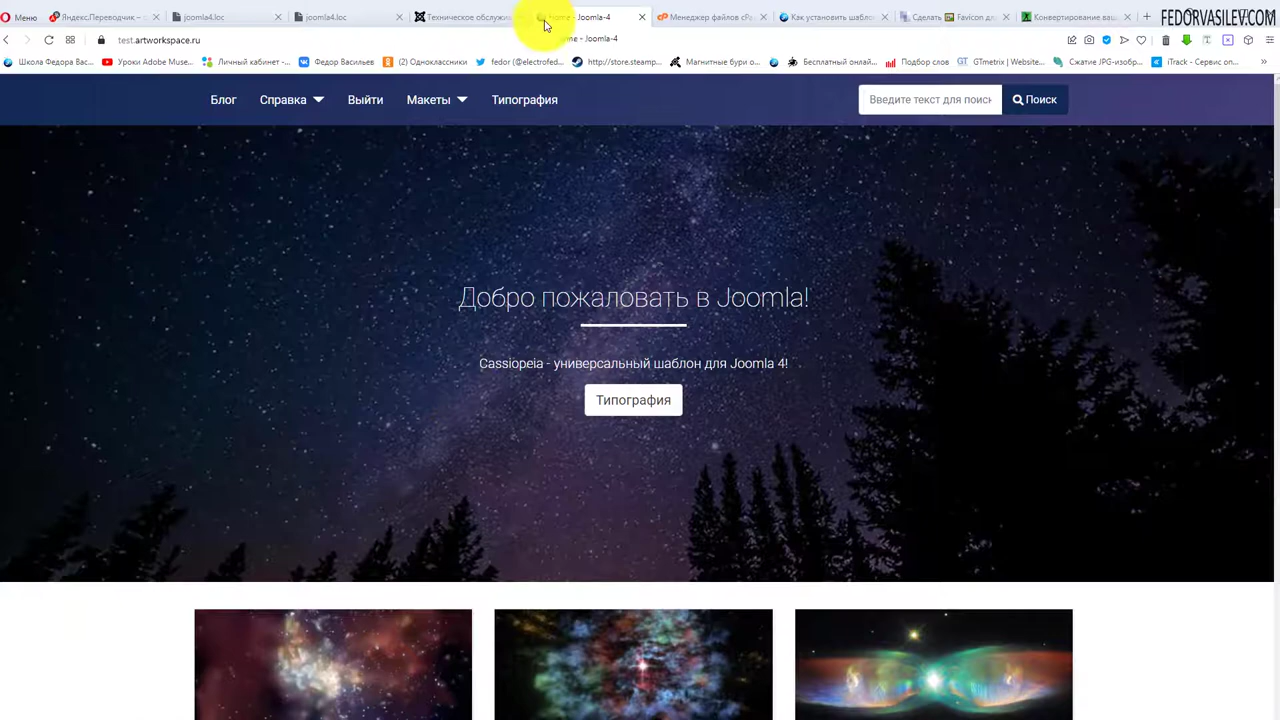 Меню
Яндекс.Переводчик – с
joomla4.loc
joomla4.loc
Техническое обслужи
Home - Joomla-4
Менеджер файлов cPa
Как установить шабло
Сделать
Favicon д
Конвертирование ваш
FEDORVASILEV.COM
test.artworkspace.ru
Home - Joomla-4
Школа Федора Вас...
Уроки Adobe Muse...
Личный кабинет -...
Федор Васильев
(2) Одноклассники
fedor (@electrofed...
http://store.steamp...
Магнитные бури о...
Бесплатный онлай...
Подбор слов
GTmetrix | Website...
Сжатие JPG-изобр...
iTrack - Сервис оп...
Блог
Справка
Выйти
Макеты
Типография
Введите текст для поиск
Поиск
Добро пожаловать в Joomla!
Cassiopeia - универсальный шаблон для Joomla 4!
Типография